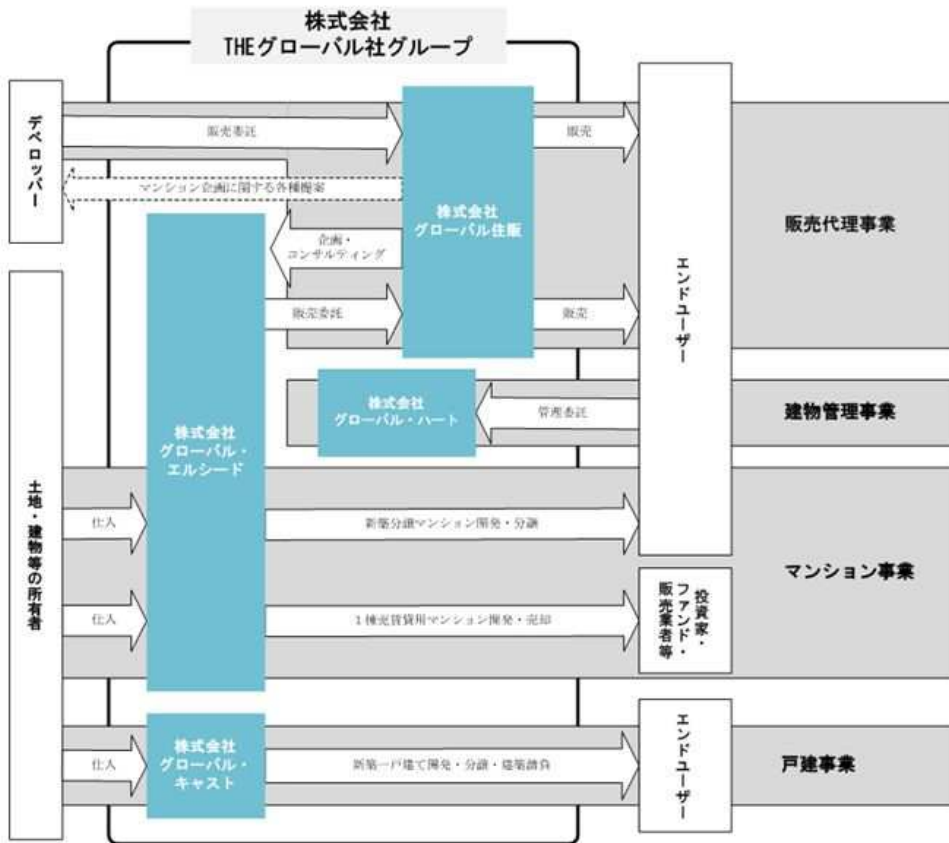 株式会社
THEグローバル社グループ
デベロッパー
販売委託
販売
マンション企画に関する各種提案
株式会社
グローバル住販
企画・
コンサルティング
販売委託
販売
エンドユーザー
販売代理事業
株式会社
グローバル・ハート
管理委託
建物管理事業
株式会社
グローバル・
エルシード
土地・建物等の所有者
仕入
新築分譲マンション開発・分譲
マンション事業
仕入
1棟売賃貸用マンション開発・売却
投資家・
ファンド・
販売業者等
仕入
株式会社
グローバル・
キャスト
新築一戸建て開発・分譲・建築請負
エンドユーザー
戸建事業